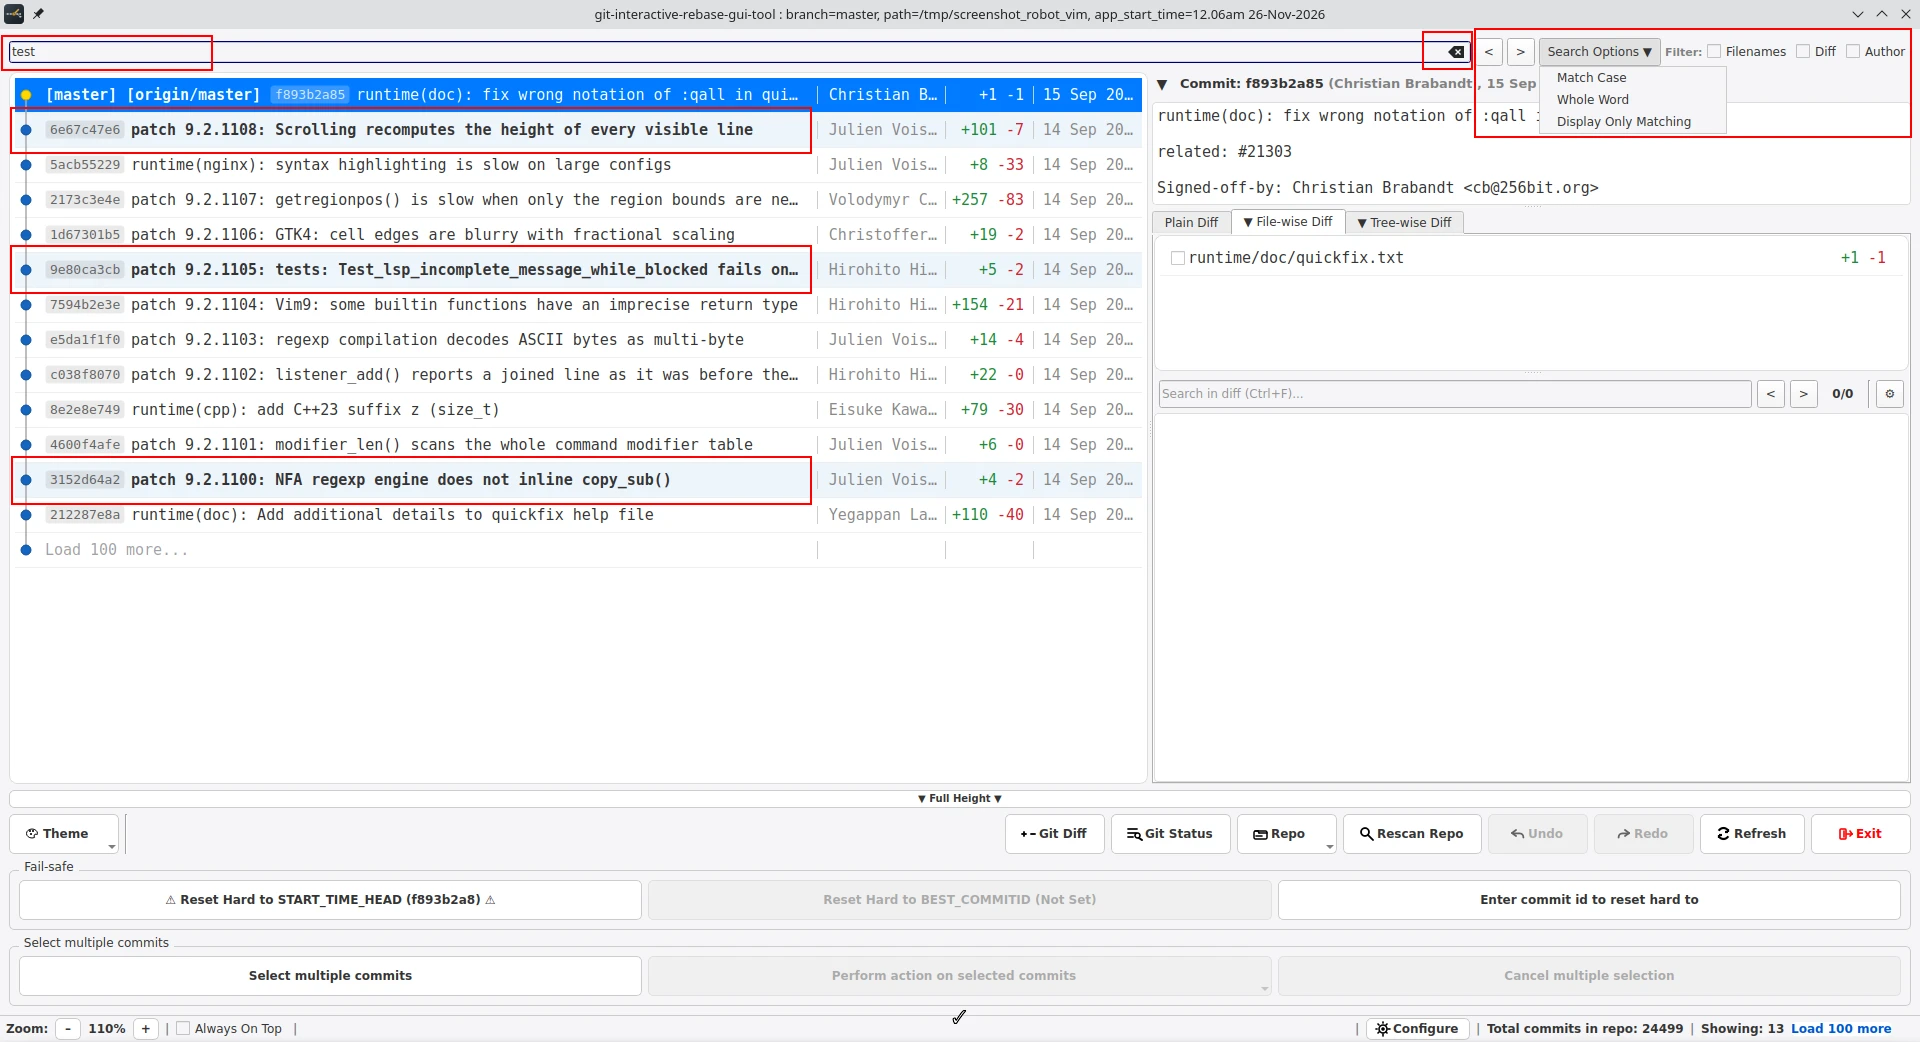 git-interactive-rebase-gui-tool : branch=master, path=/tmp/screenshot_robot_vim, app_start_time=12.06am 26-Nov-2026
test
< > Search Options ▼ Filter: Filenames Diff Author
Match Case
Whole Word
Display Only Matching
[master] [origin/master] f893b2a85 runtime(doc): fix wrong notation of :qall in qui… Christian B… +1 -1 15 Sep 20…
6e67c47e6 patch 9.2.1108: Scrolling recomputes the height of every visible line Julien Vois… +101 -7 14 Sep 20…
5acb55229 runtime(nginx): syntax highlighting is slow on large configs Julien Vois… +8 -33 14 Sep 20…
2173c3e4e patch 9.2.1107: getregionpos() is slow when only the region bounds are ne… Volodymyr C… +257 -83 14 Sep 20…
1d67301b5 patch 9.2.1106: GTK4: cell edges are blurry with fractional scaling Christoffer… +19 -2 14 Sep 20…
9e80ca3cb patch 9.2.1105: tests: Test_lsp_incomplete_message_while_blocked fails on… Hirohito Hi… +5 -2 14 Sep 20…
7594b2e3e patch 9.2.1104: Vim9: some builtin functions have an imprecise return type Hirohito Hi… +154 -21 14 Sep 20…
e5da1f1f0 patch 9.2.1103: regexp compilation decodes ASCII bytes as multi-byte Julien Vois… +14 -4 14 Sep 20…
c038f8070 patch 9.2.1102: listener_add() reports a joined line as it was before the… Hirohito Hi… +22 -0 14 Sep 20…
8e2e8e749 runtime(cpp): add C++23 suffix z (size_t) Eisuke Kawa… +79 -30 14 Sep 20…
4600f4afe patch 9.2.1101: modifier_len() scans the whole command modifier table Julien Vois… +6 -0 14 Sep 20…
3152d64a2 patch 9.2.1100: NFA regexp engine does not inline copy_sub() Julien Vois… +4 -2 14 Sep 20…
212287e8a runtime(doc): Add additional details to quickfix help file Yegappan La… +110 -40 14 Sep 20…
Load 100 more...
▼ Commit: f893b2a85 (Christian Brabandt, 15 Sep
runtime(doc): fix wrong notation of :qall
related: #21303
Signed-off-by: Christian Brabandt <cb@256bit.org>
Plain Diff ▼ File-wise Diff ▼ Tree-wise Diff
runtime/doc/quickfix.txt +1 -1
Search in diff (Ctrl+F)... < > 0/0
▼ Full Height ▼
Theme +- Git Diff Git Status Repo Rescan Repo Undo Redo Refresh Exit
Fail-safe
⚠ Reset Hard to START_TIME_HEAD (f893b2a8) ⚠ Reset Hard to BEST_COMMITID (Not Set) Enter commit id to reset hard to
Select multiple commits
Select multiple commits Perform action on selected commits Cancel multiple selection
Zoom: - 110% + | Always On Top | | Configure | Total commits in repo: 24499 | Showing: 13 Load 100 more